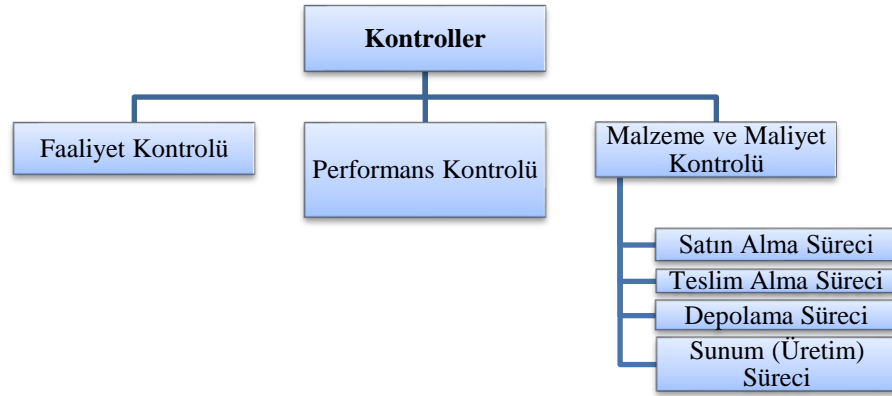 Kontroller
Faaliyet Kontrolü
Performans Kontrolü
Malzeme ve Maliyet
Kontrolü
Satın Alma Süreci
Teslim Alma Süreci
Depolama Süreci
Sunum (Üretim)
Süreci